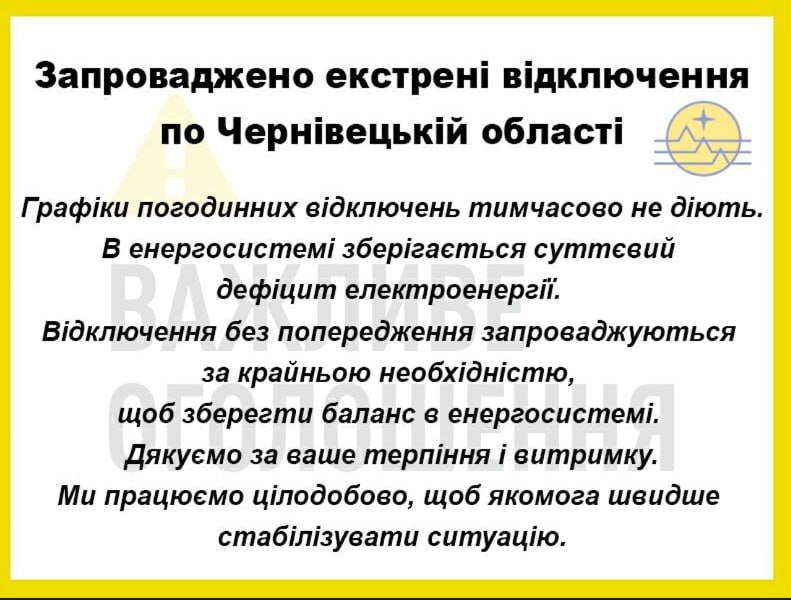 Запроваджено екстрені відключення
по Чернівецькій області
Графіки погодинних відключень тимчасово не діють.
В енергосистемі зберігається суттєвий
дефіцит електроенергії.
Відключення без попередження запроваджуються
за крайньою необхідністю,
щоб зберегти баланс в енергосистемі.
Дякуємо за ваше терпіння і витримку.
Ми працюємо цілодобово, щоб якомога швидше
стабілізувати ситуацію.
ВАЖЛИВЕ
ОГОЛОШЕННЯ